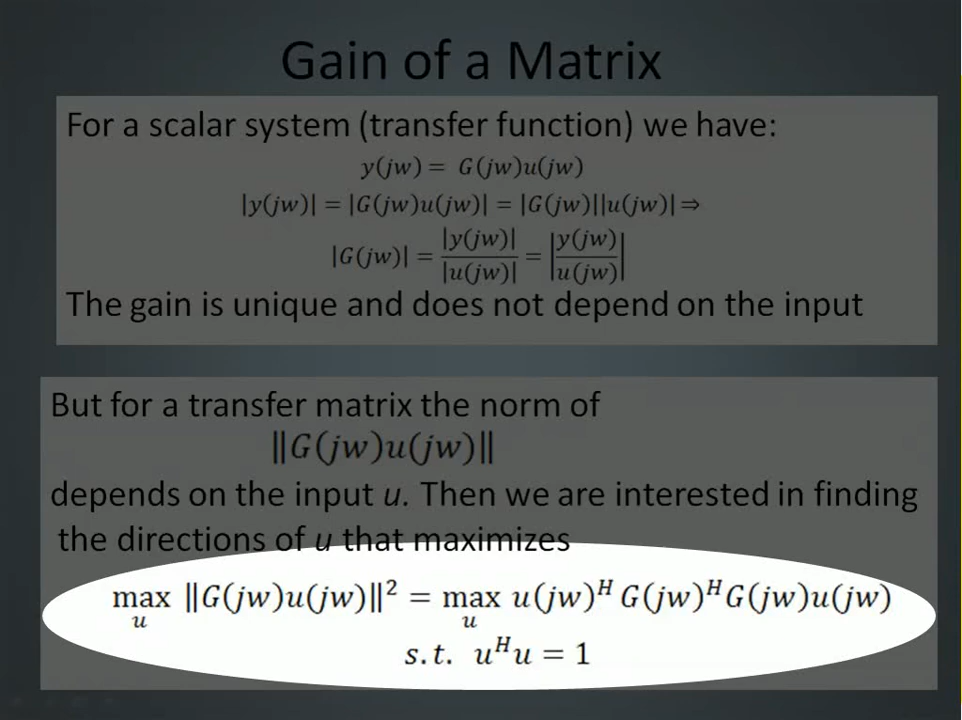 Gain of a Matrix
For a scalar system (transfer function) we have:
y(jw) = G(jw)u(jw)
|y(jw)| = |G(jw)u(jw)| = |G(jw)||u(jw)| ⇒
|G(jw)| = |y(jw)| / |u(jw)| = |y(jw) / u(jw)|
The gain is unique and does not depend on the input
But for a transfer matrix the norm of
‖G(jw)u(jw)‖
depends on the input u. Then we are interested in finding
the directions of u that maximizes
max_u ‖G(jw)u(jw)‖² = max_u u(jw)^H G(jw)^H G(jw)u(jw)
s.t. u^H u = 1